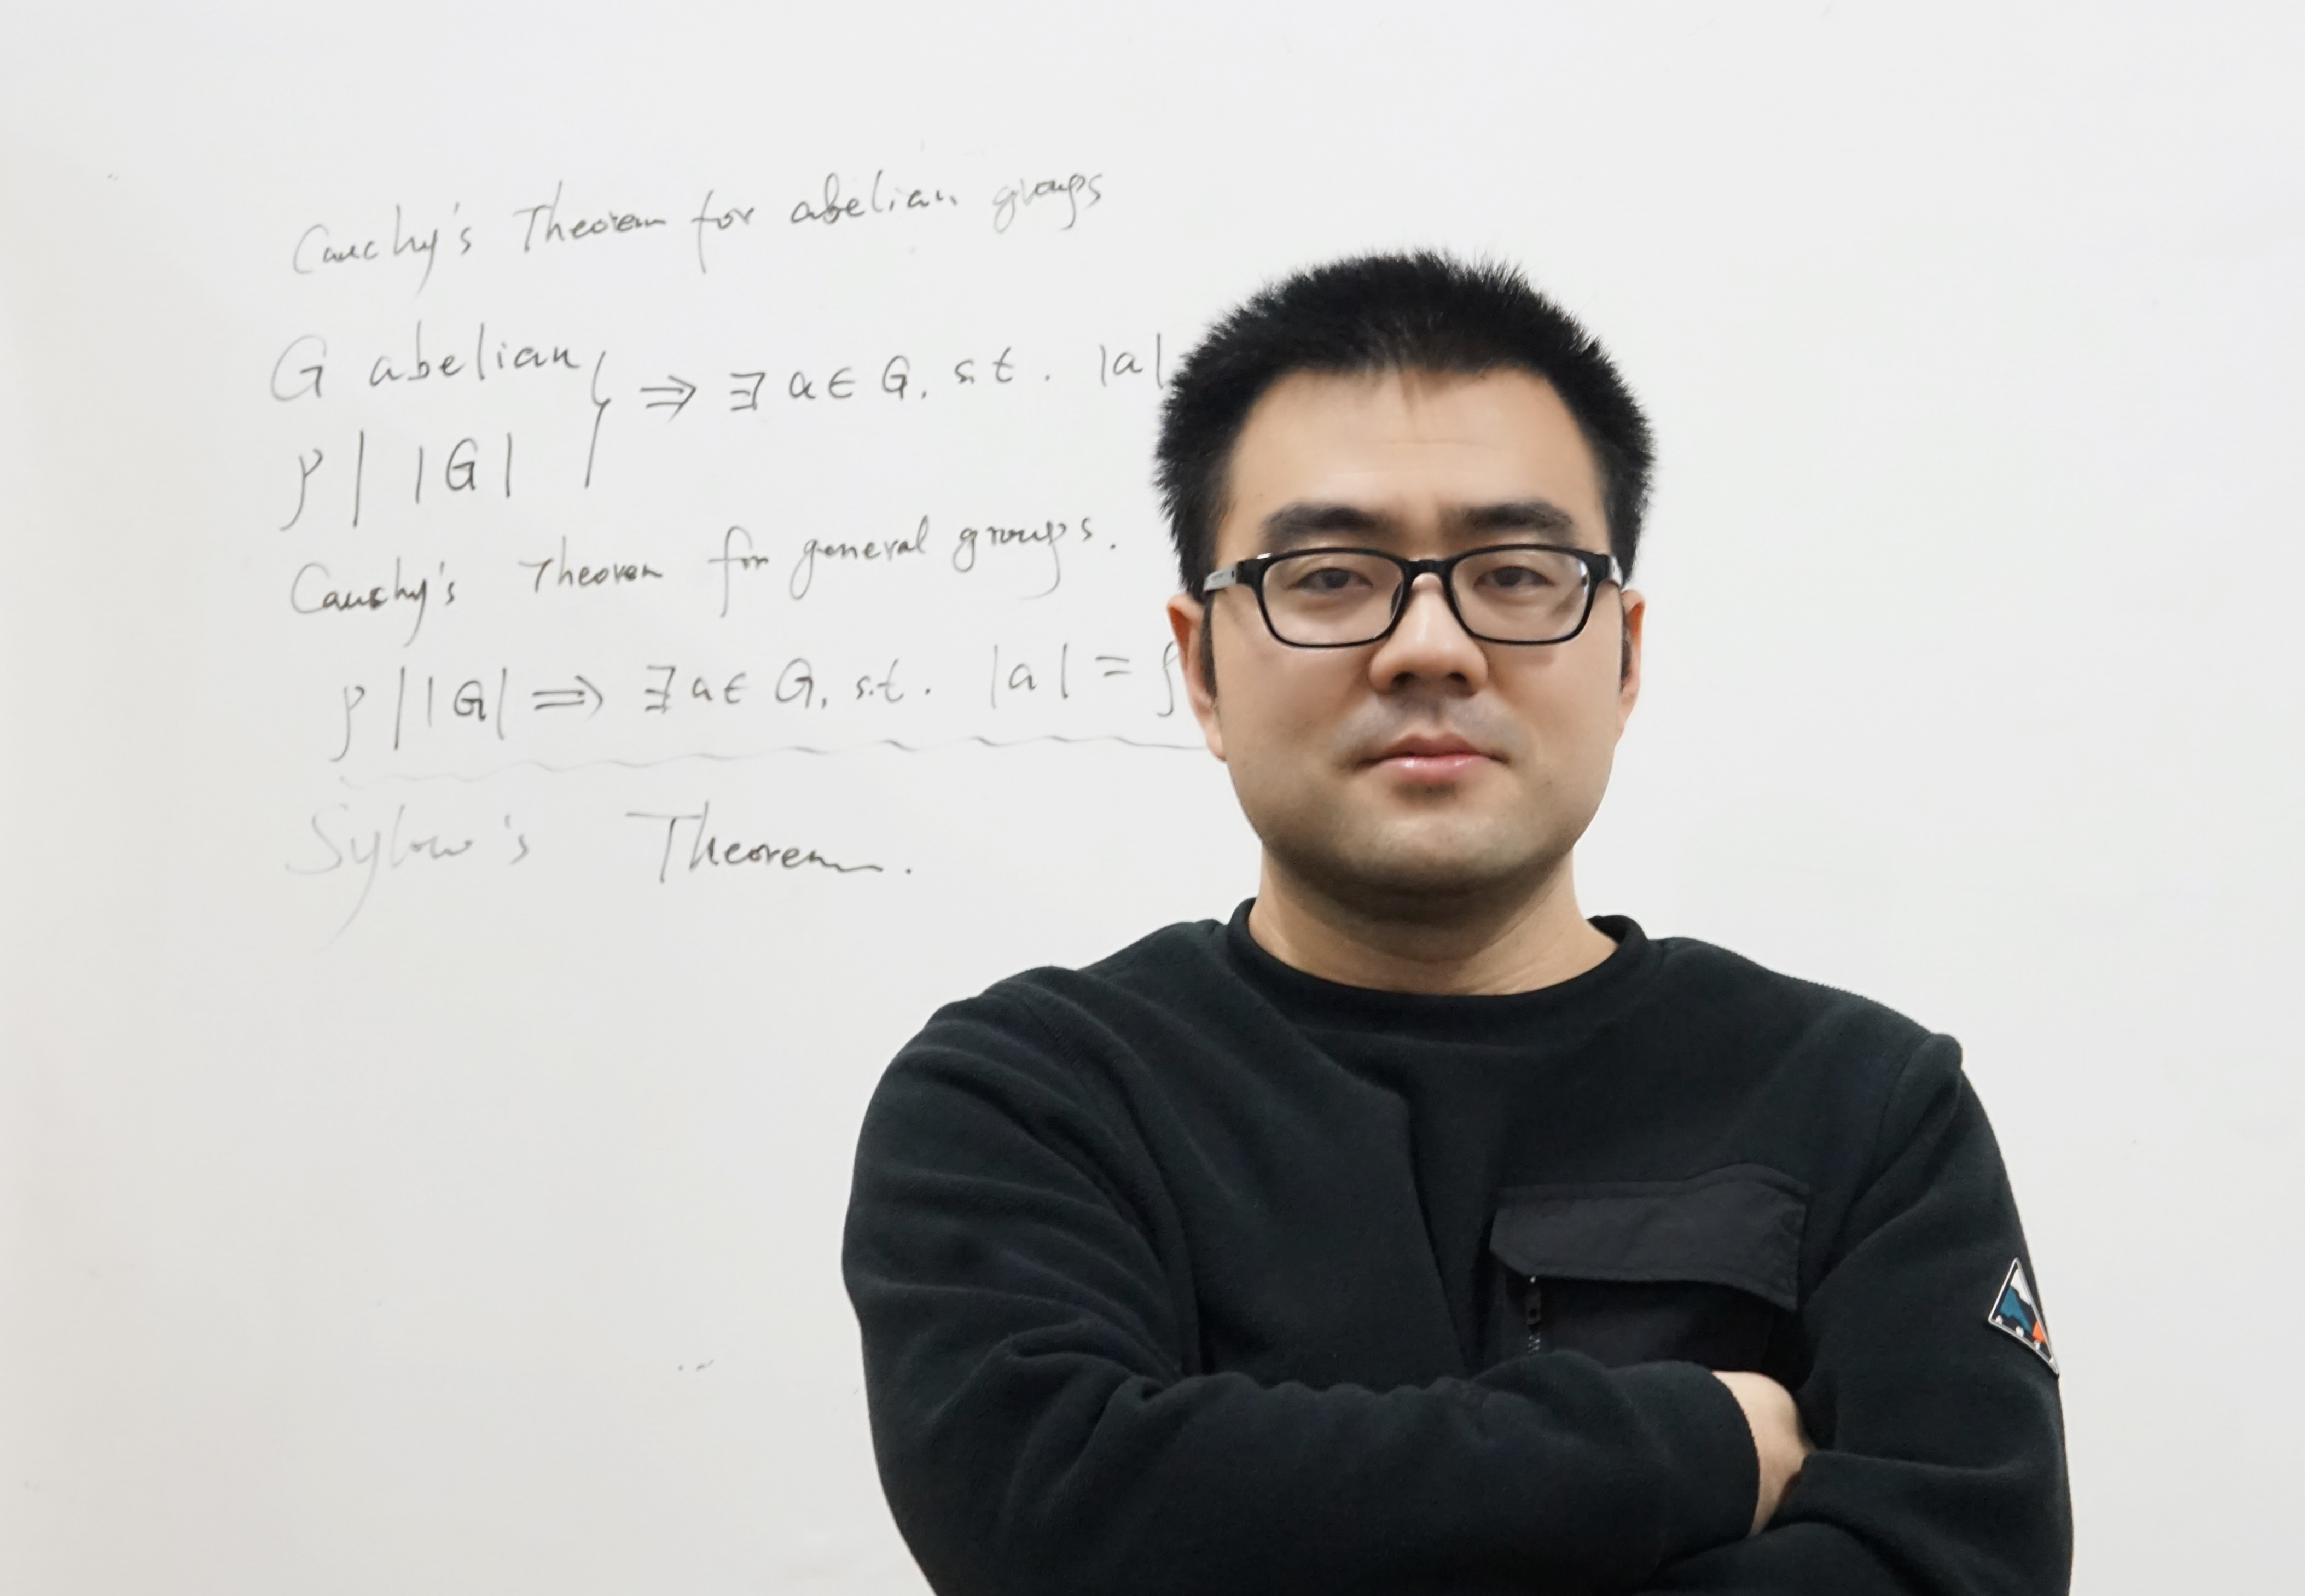 Cauchy's Theorem for abelian groups
G abelian } ⇒ ∃ a ∈ G, s.t. |a|
p | |G|
Cauchy's Theorem for general groups.
p | |G| ⇒ ∃ a ∈ G, s.t. |a| = p
Sylow's Theorem.